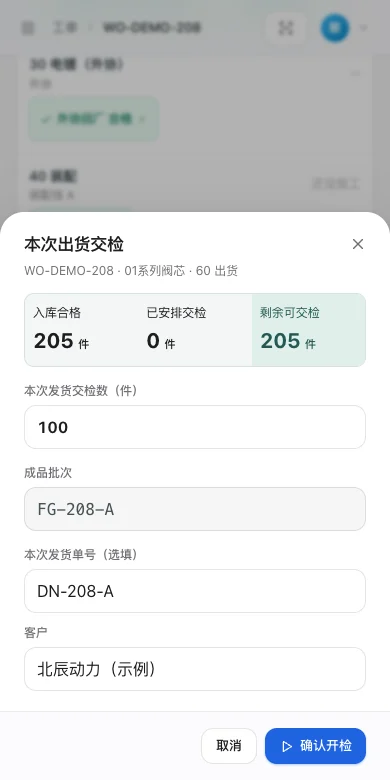 工单 › WO-DEMO-208
30 电镀（外协）
外协
外协回厂 合格
40 装配
装配线 A
本次出货交检
WO-DEMO-208 · 01系列阀芯 · 60 出货
入库合格 已安排交检 剩余可交检
205 件 0 件 205 件
本次发货交检数（件）
100
成品批次
FG-208-A
本次发货单号（选填）
DN-208-A
客户
北辰动力（示例）
取消 确认开检